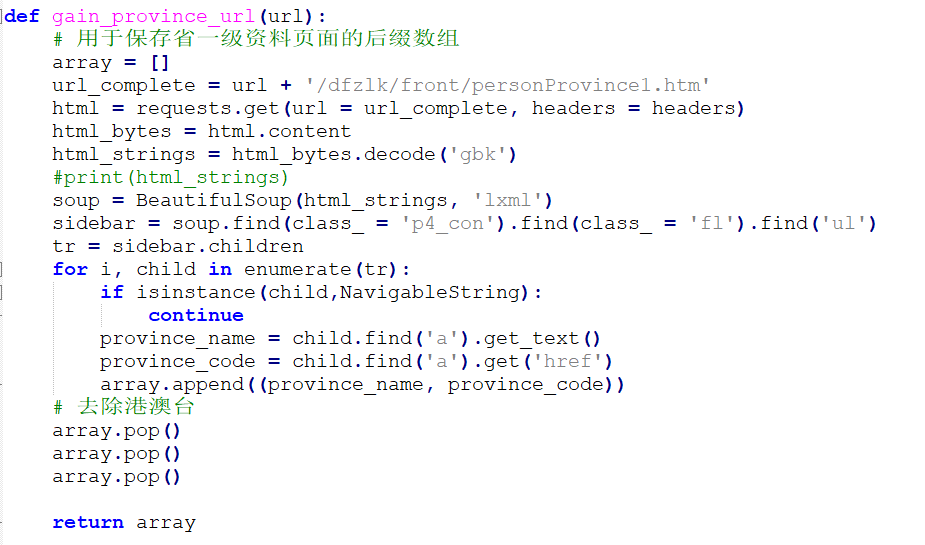 def gain_province_url(url):
    # 用于保存省一级资料页面的后缀数组
    array = []
    url_complete = url + '/dfzlk/front/personProvince1.htm'
    html = requests.get(url = url_complete, headers = headers)
    html_bytes = html.content
    html_strings = html_bytes.decode('gbk')
    #print(html_strings)
    soup = BeautifulSoup(html_strings, 'lxml')
    sidebar = soup.find(class_ = 'p4_con').find(class_ = 'fl').find('ul')
    tr = sidebar.children
    for i, child in enumerate(tr):
        if isinstance(child,NavigableString):
            continue
        province_name = child.find('a').get_text()
        province_code = child.find('a').get('href')
        array.append((province_name, province_code))
    # 去除港澳台
    array.pop()
    array.pop()
    array.pop()
    return array